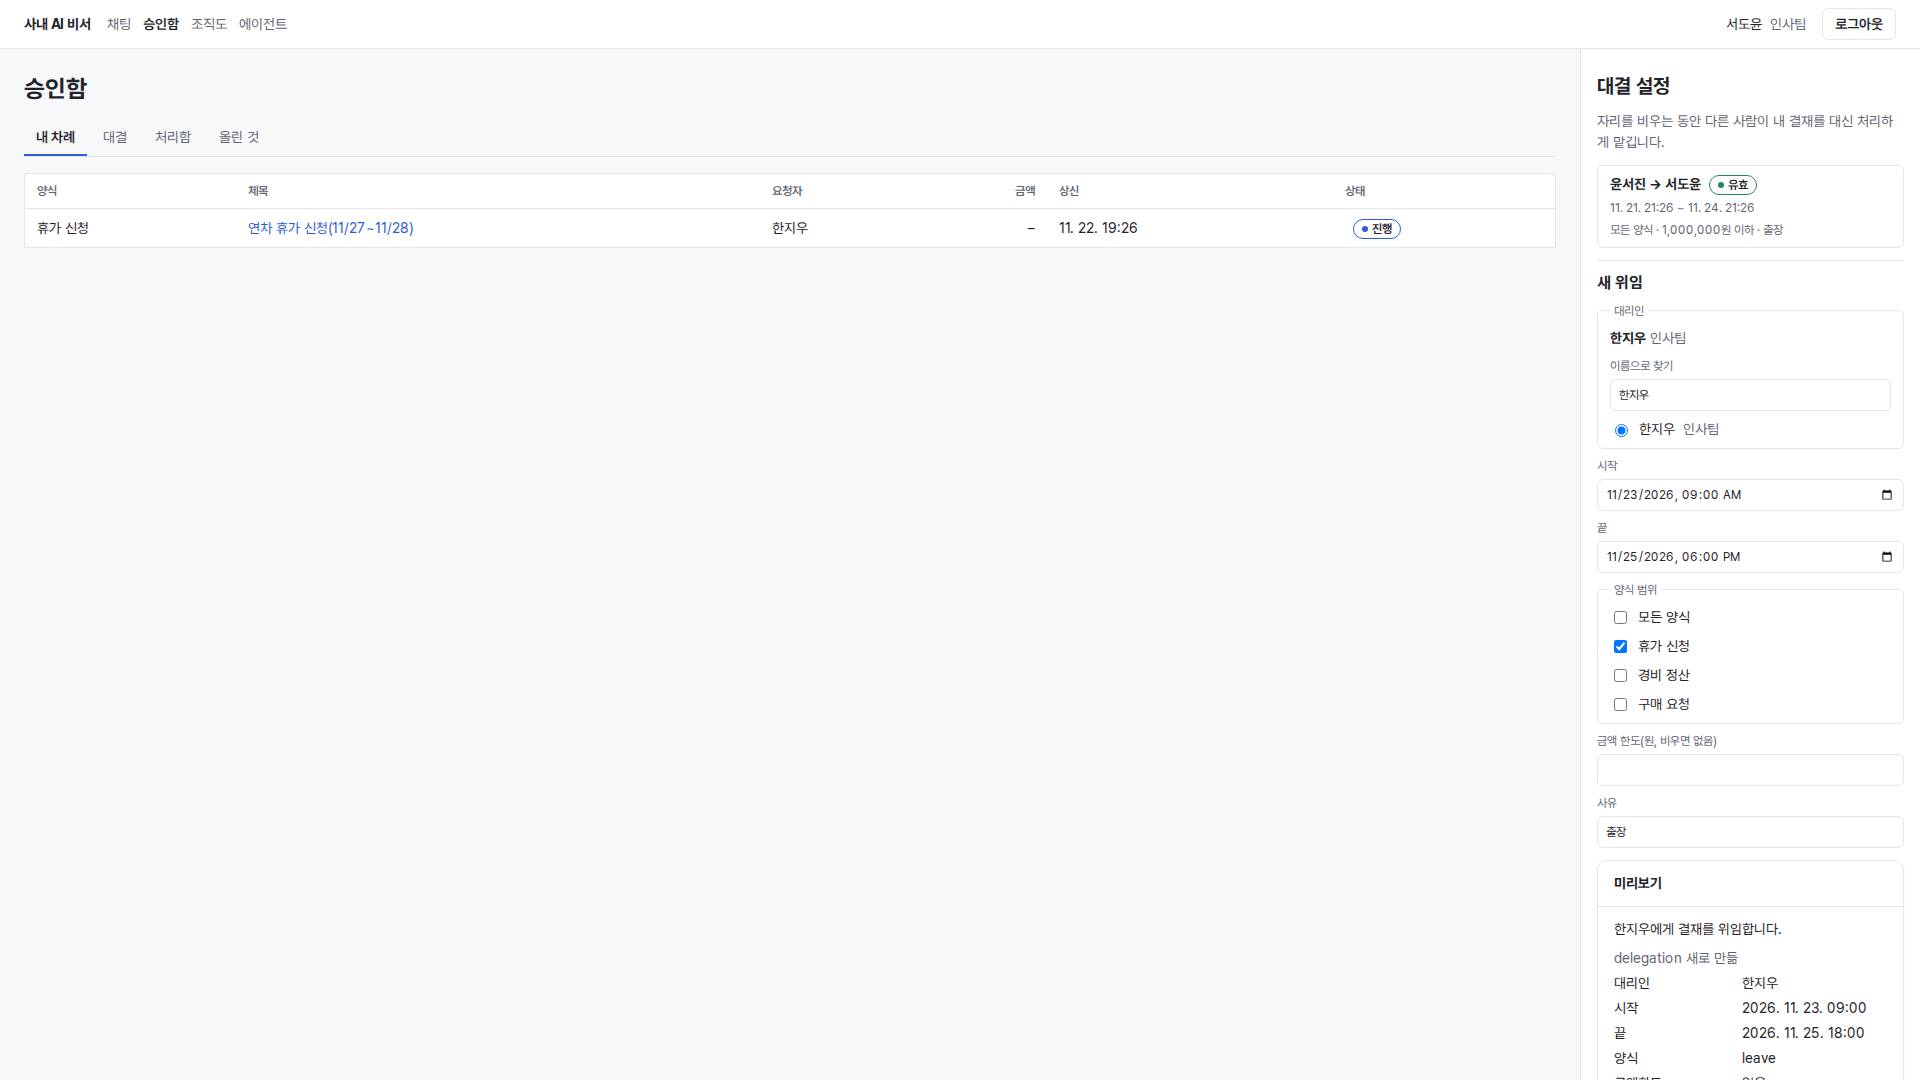 사내 AI 비서 채팅 승인함 조직도 에이전트 서도윤 인사팀 로그아웃
승인함
내 차례 대결 처리함 올린 것
양식 제목 요청자 금액 상신 상태
휴가 신청 연차 휴가 신청(11/27~11/28) 한지우 – 11. 22. 19:26 진행
대결 설정
자리를 비우는 동안 다른 사람이 내 결재를 대신 처리하
게 맡깁니다.
윤서진 → 서도윤 유효
11. 21. 21:26 ~ 11. 24. 21:26
모든 양식 · 1,000,000원 이하 · 출장
새 위임
대리인
한지우 인사팀
이름으로 찾기
한지우
한지우 인사팀
시작
11/23/2026, 09:00 AM
끝
11/25/2026, 06:00 PM
양식 범위
모든 양식
휴가 신청
경비 정산
구매 요청
금액 한도(원, 비우면 없음)
사유
출장
미리보기
한지우에게 결재를 위임합니다.
delegation 새로 만듦
대리인 한지우
시작 2026. 11. 23. 09:00
끝 2026. 11. 25. 18:00
양식 leave